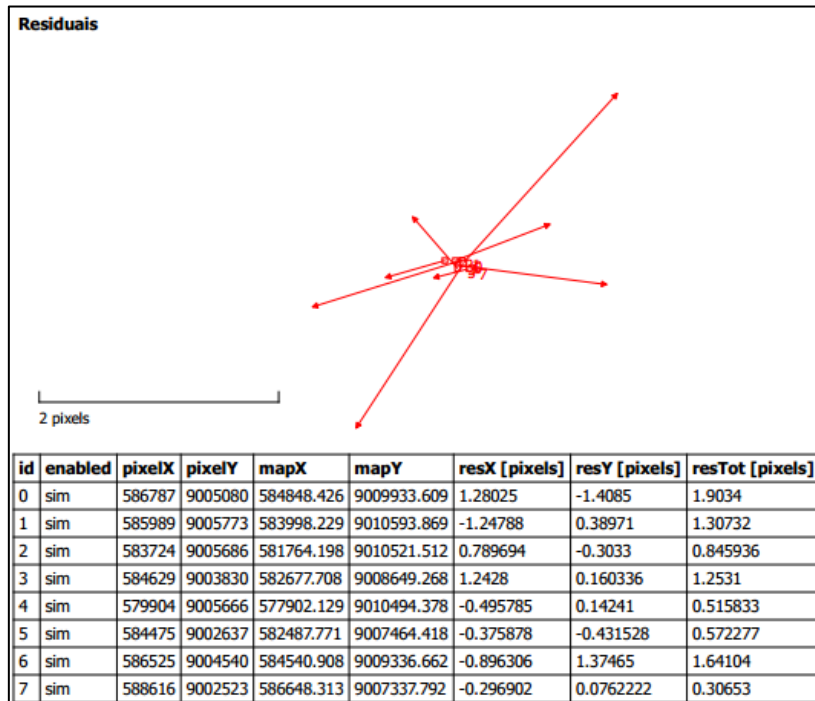 Residuais
2 pixels
id enabled pixelX pixelY mapX mapY resX [pixels] resY [pixels] resTot [pixels]
0 sim 586787 9005080 584848.426 9009933.609 1.28025 -1.4085 1.9034
1 sim 585989 9005773 583998.229 9010593.869 -1.24788 0.38971 1.30732
2 sim 583724 9005686 581764.198 9010521.512 0.789694 -0.3033 0.845936
3 sim 584629 9003830 582677.708 9008649.268 1.2428 0.160336 1.2531
4 sim 579904 9005666 577902.129 9010494.378 -0.495785 0.14241 0.515833
5 sim 584475 9002637 582487.771 9007464.418 -0.375878 -0.431528 0.572277
6 sim 586525 9004540 584540.908 9009336.662 -0.896306 1.37465 1.64104
7 sim 588616 9002523 586648.313 9007337.792 -0.296902 0.0762222 0.30653